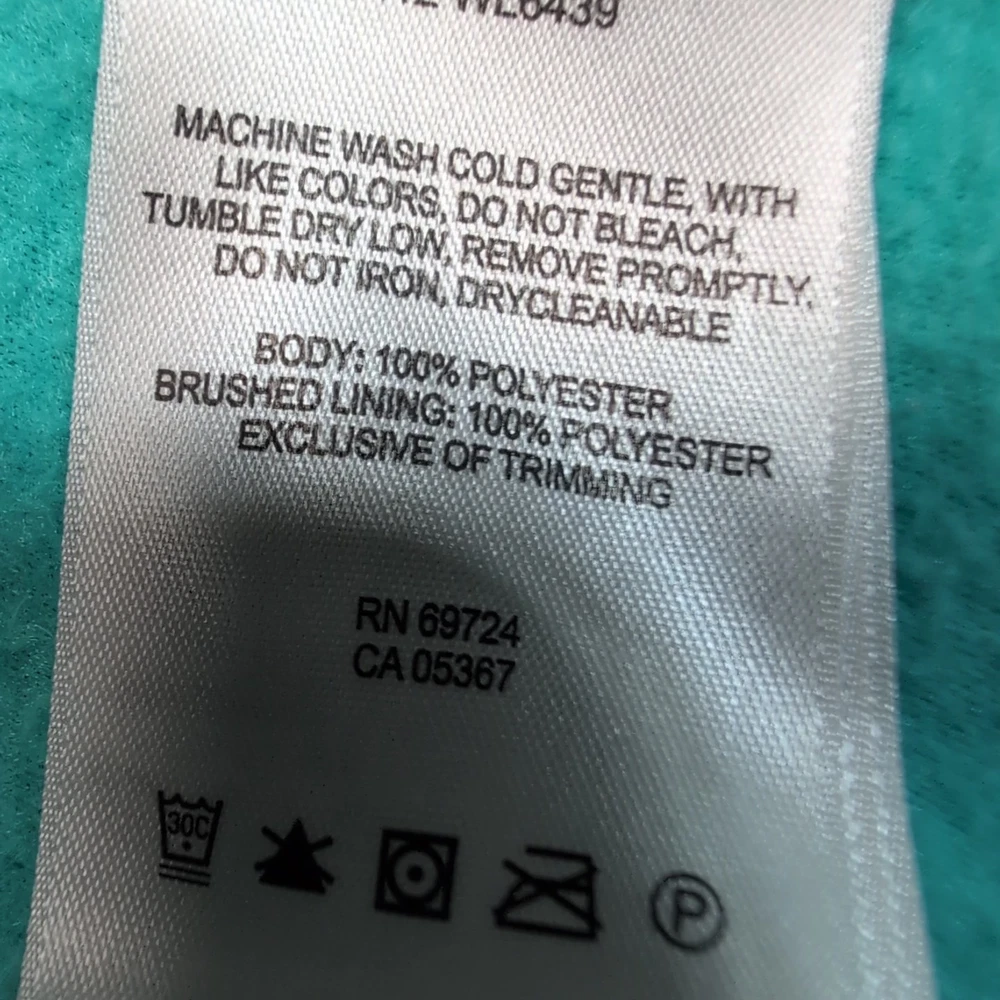 WL6439
MACHINE WASH COLD GENTLE, WITH
LIKE COLORS, DO NOT BLEACH,
TUMBLE DRY LOW, REMOVE PROMPTLY,
DO NOT IRON, DRYCLEANABLE
BODY: 100% POLYESTER
BRUSHED LINING: 100% POLYESTER
EXCLUSIVE OF TRIMMING
RN 69724
CA 05367
30C
P